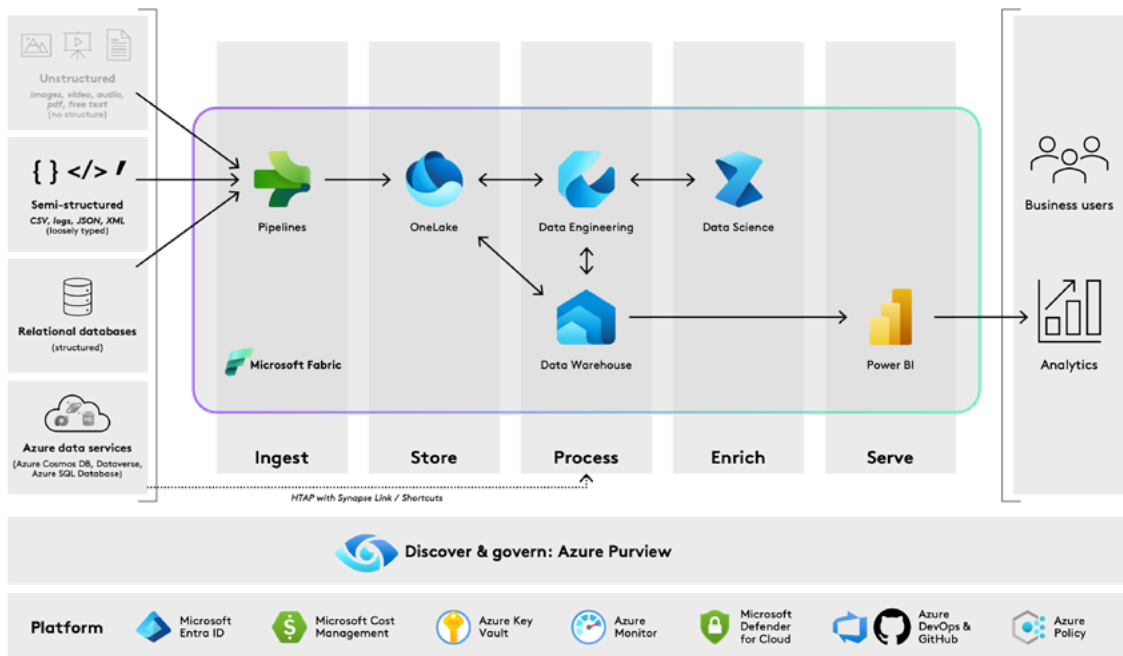 Unstructured
images, video, audio,
pdf, free text
(no structure)
{ } </> ,
Semi-structured
CSV, logs, JSON, XML
(loosely typed)
Relational databases
(structured)
Azure data services
(Azure Cosmos DB, Dataverse,
Azure SQL Database)
Pipelines
OneLake
Data Engineering
Data Science
Data Warehouse
Power BI
Microsoft Fabric
Ingest
Store
Process
Enrich
Serve
HTAP with Synapse Link / Shortcuts
Business users
Analytics
Discover & govern: Azure Purview
Platform
Microsoft
Entra ID
$
Microsoft Cost
Management
Azure Key
Vault
Azure
Monitor
Microsoft
Defender
for Cloud
Azure
DevOps &
GitHub
Azure
Policy